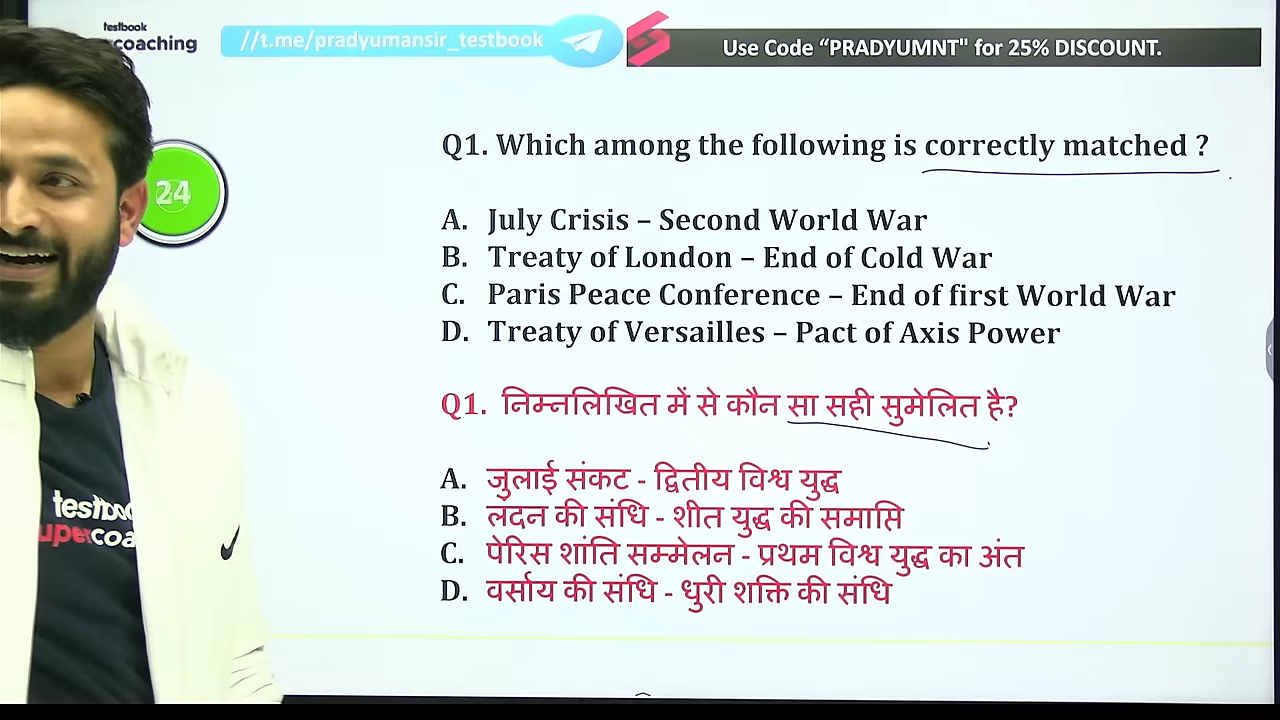 testbook
coaching
//t.me/pradyumansir_testbook
Use Code “PRADYUMNT" for 25% DISCOUNT.
24
Q1. Which among the following is correctly matched ?
A. July Crisis – Second World War
B. Treaty of London – End of Cold War
C. Paris Peace Conference – End of first World War
D. Treaty of Versailles – Pact of Axis Power
Q1. निम्नलिखित में से कौन सा सही सुमेलित है?
A. जुलाई संकट - द्वितीय विश्व युद्ध
B. लंदन की संधि - शीत युद्ध की समाप्ति
C. पेरिस शांति सम्मेलन - प्रथम विश्व युद्ध का अंत
D. वर्साय की संधि - धुरी शक्ति की संधि